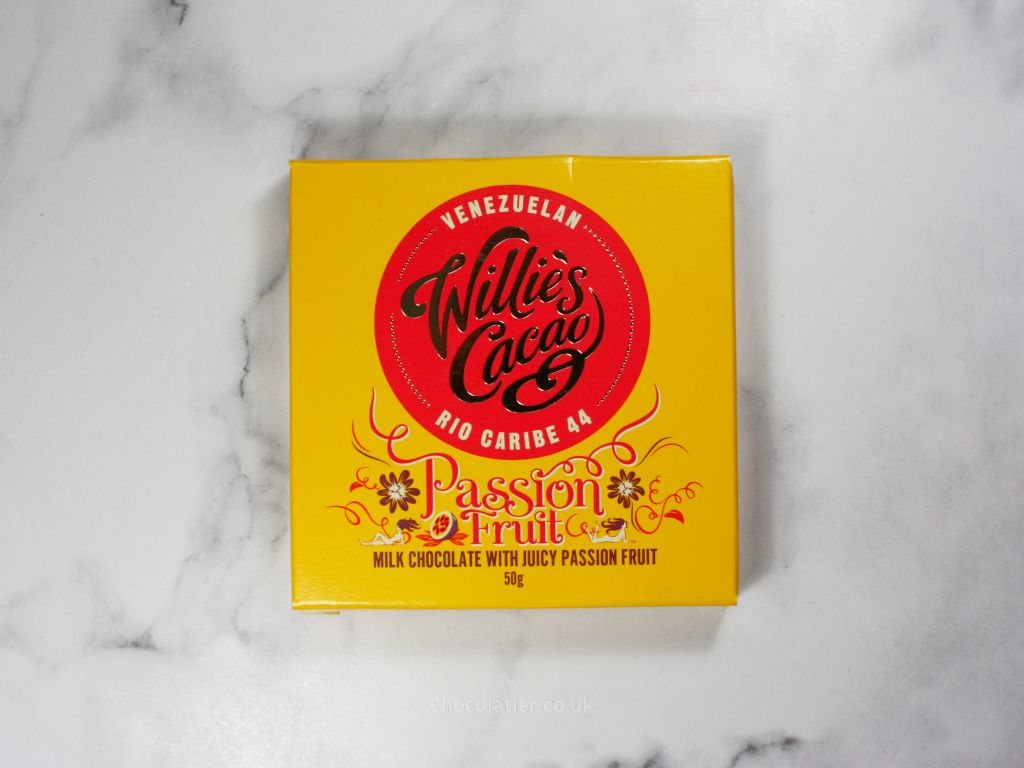 VENEZUELAN
Willie's
Cacao
RIO CARIBE 44
Passion
Fruit
MILK CHOCOLATE WITH JUICY PASSION FRUIT
50g
Chocolatier.co.uk